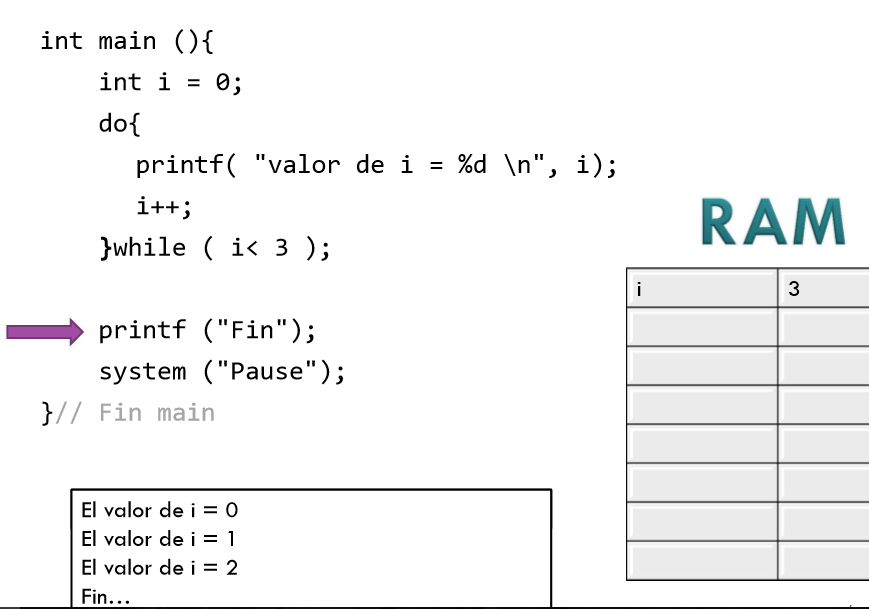 int main (){
int i = 0;
do{
printf( "valor de i = %d \n", i);
i++;
}while ( i< 3 );
printf ("Fin");
system ("Pause");
}// Fin main
RAM
i 3
El valor de i = 0
El valor de i = 1
El valor de i = 2
Fin...